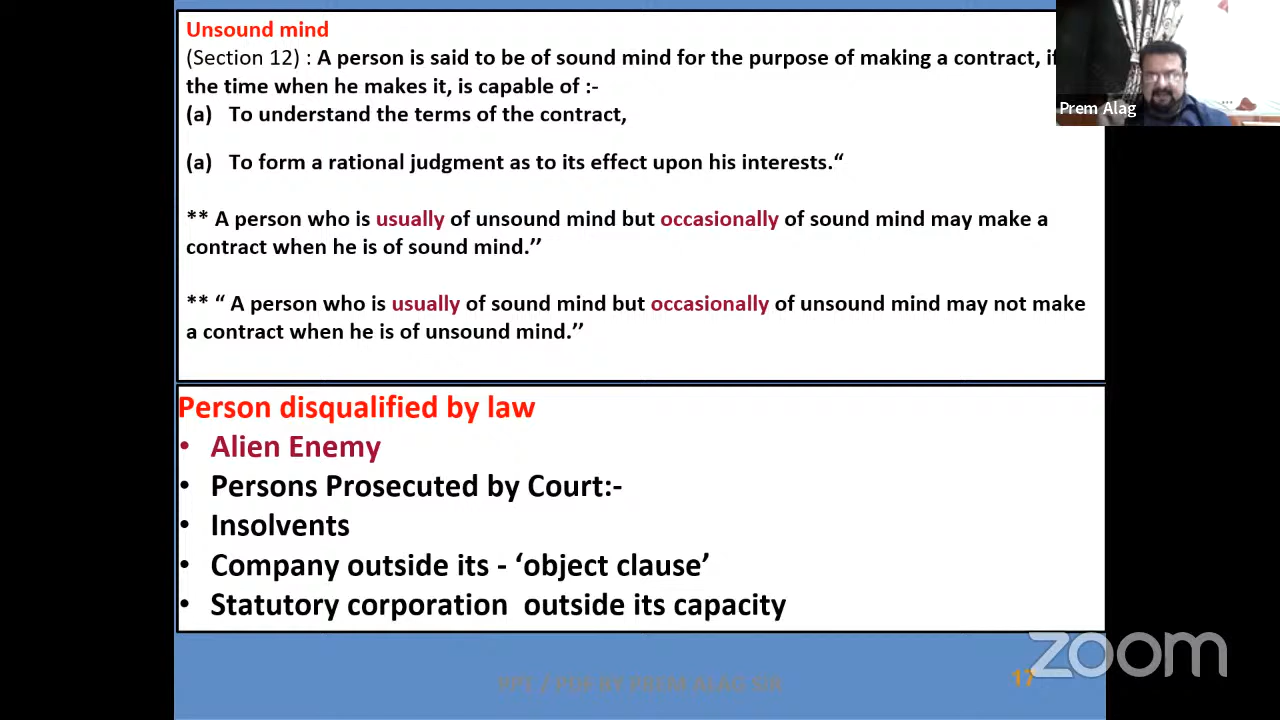 Unsound mind
(Section 12) : A person is said to be of sound mind for the purpose of making a contract, if
the time when he makes it, is capable of :-
(a) To understand the terms of the contract,
(a) To form a rational judgment as to its effect upon his interests.“
** A person who is usually of unsound mind but occasionally of sound mind may make a
contract when he is of sound mind.’’
** “ A person who is usually of sound mind but occasionally of unsound mind may not make
a contract when he is of unsound mind.’’
Person disqualified by law
• Alien Enemy
• Persons Prosecuted by Court:-
• Insolvents
• Company outside its - ‘object clause’
• Statutory corporation outside its capacity
PPT / PDF BY PREM ALAG SIR
17
zoom
Prem Alag